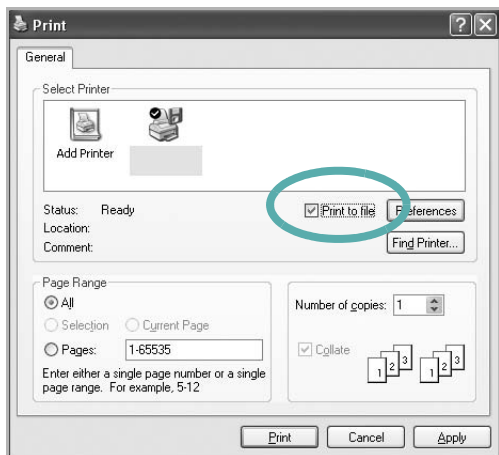 Print
General
Select Printer
Add Printer
Status: Ready
Print to file
Preferences
Location:
Comment:
Find Printer...
Page Range
All
Selection Current Page
Pages: 1-65535
Enter either a single page number or a single
page range. For example, 5-12
Number of copies: 1
Collate
1 2 3 1 2 3
Print Cancel Apply